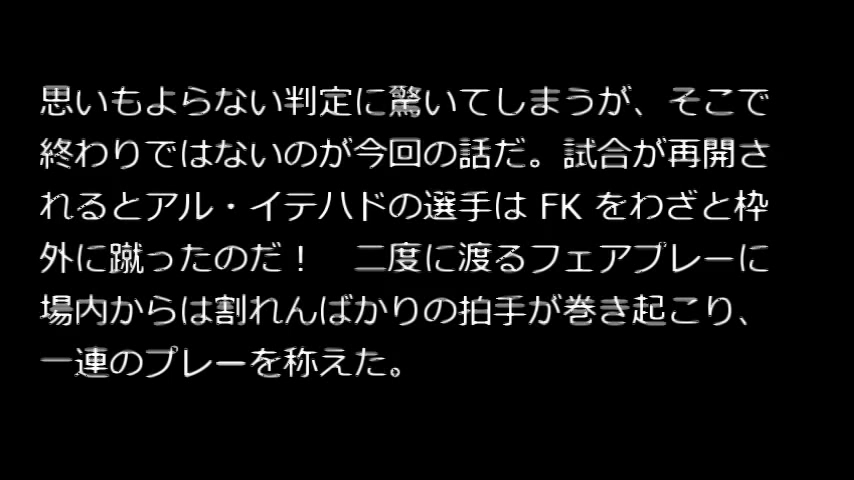 思いもよらない判定に驚いてしまうが、そこで
終わりではないのが今回の話だ。試合が再開さ
れるとアル・イテハドの選手は FK をわざと枠
外に蹴ったのだ！　二度に渡るフェアプレーに
場内からは割れんばかりの拍手が巻き起こり、
一連のプレーを称えた。